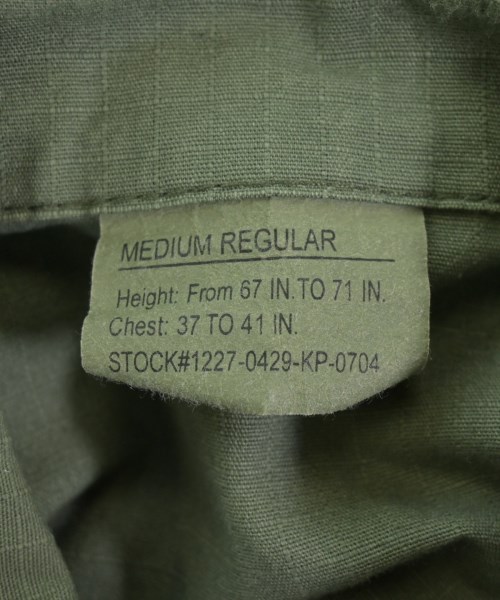 MEDIUM REGULAR
Height: From 67 IN. TO 71 IN.
Chest: 37 TO 41 IN.
STOCK#1227-0429-KP-0704